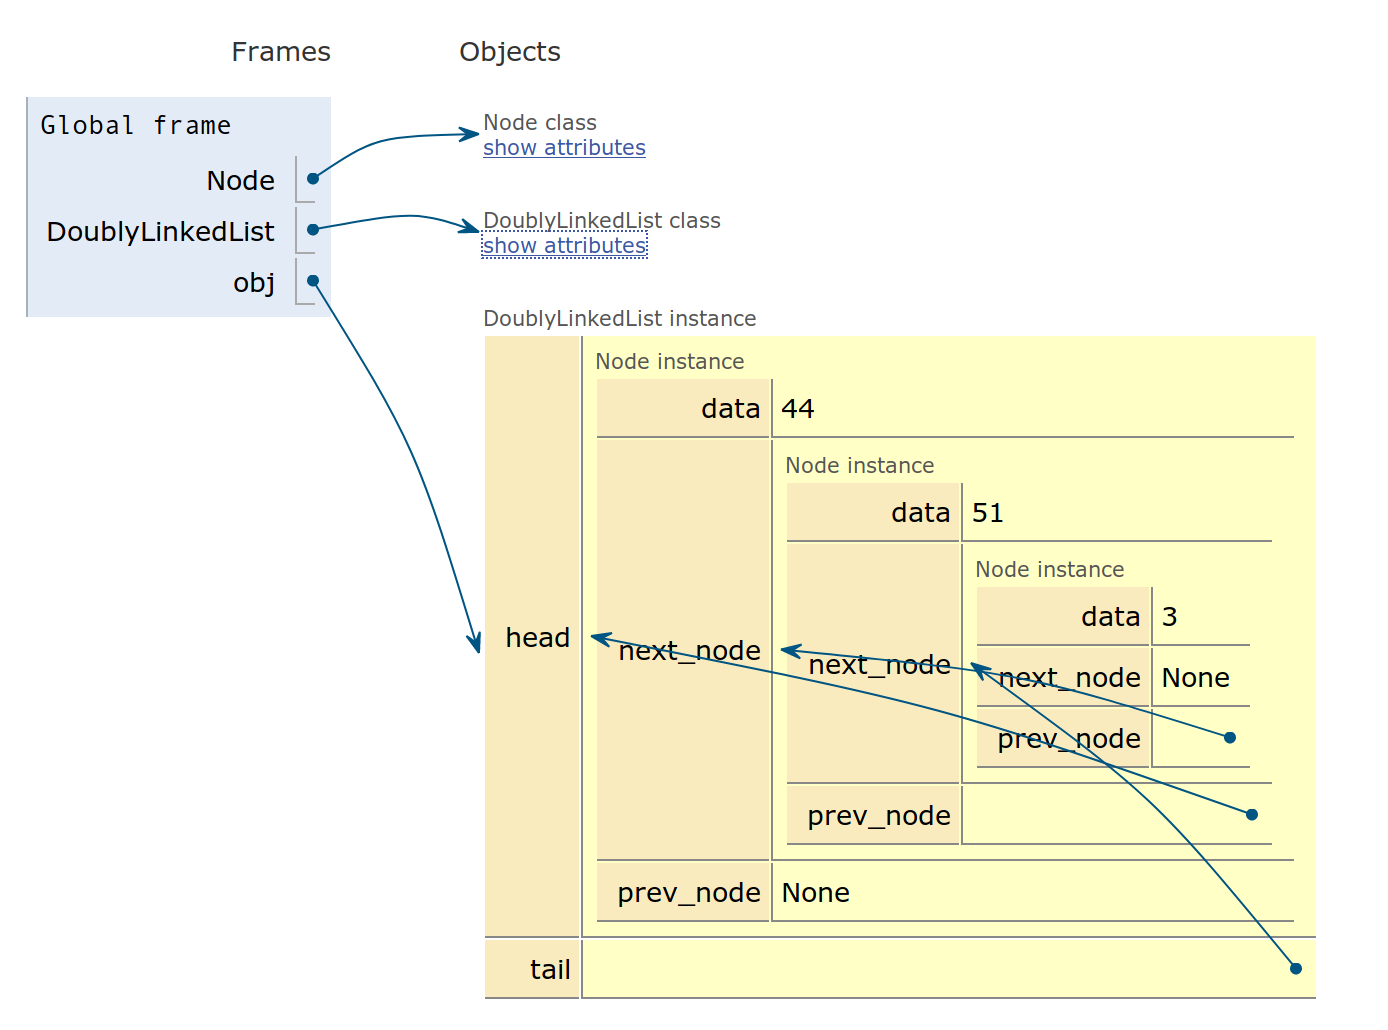 Frames Objects
Global frame
Node class
show attributes
Node
DoublyLinkedList class
DoublyLinkedList
show attributes
obj
DoublyLinkedList instance
Node instance
data 44
Node instance
data 51
Node instance
data 3
head next_node next_node next_node None
prev_node
prev_node
prev_node None
tail